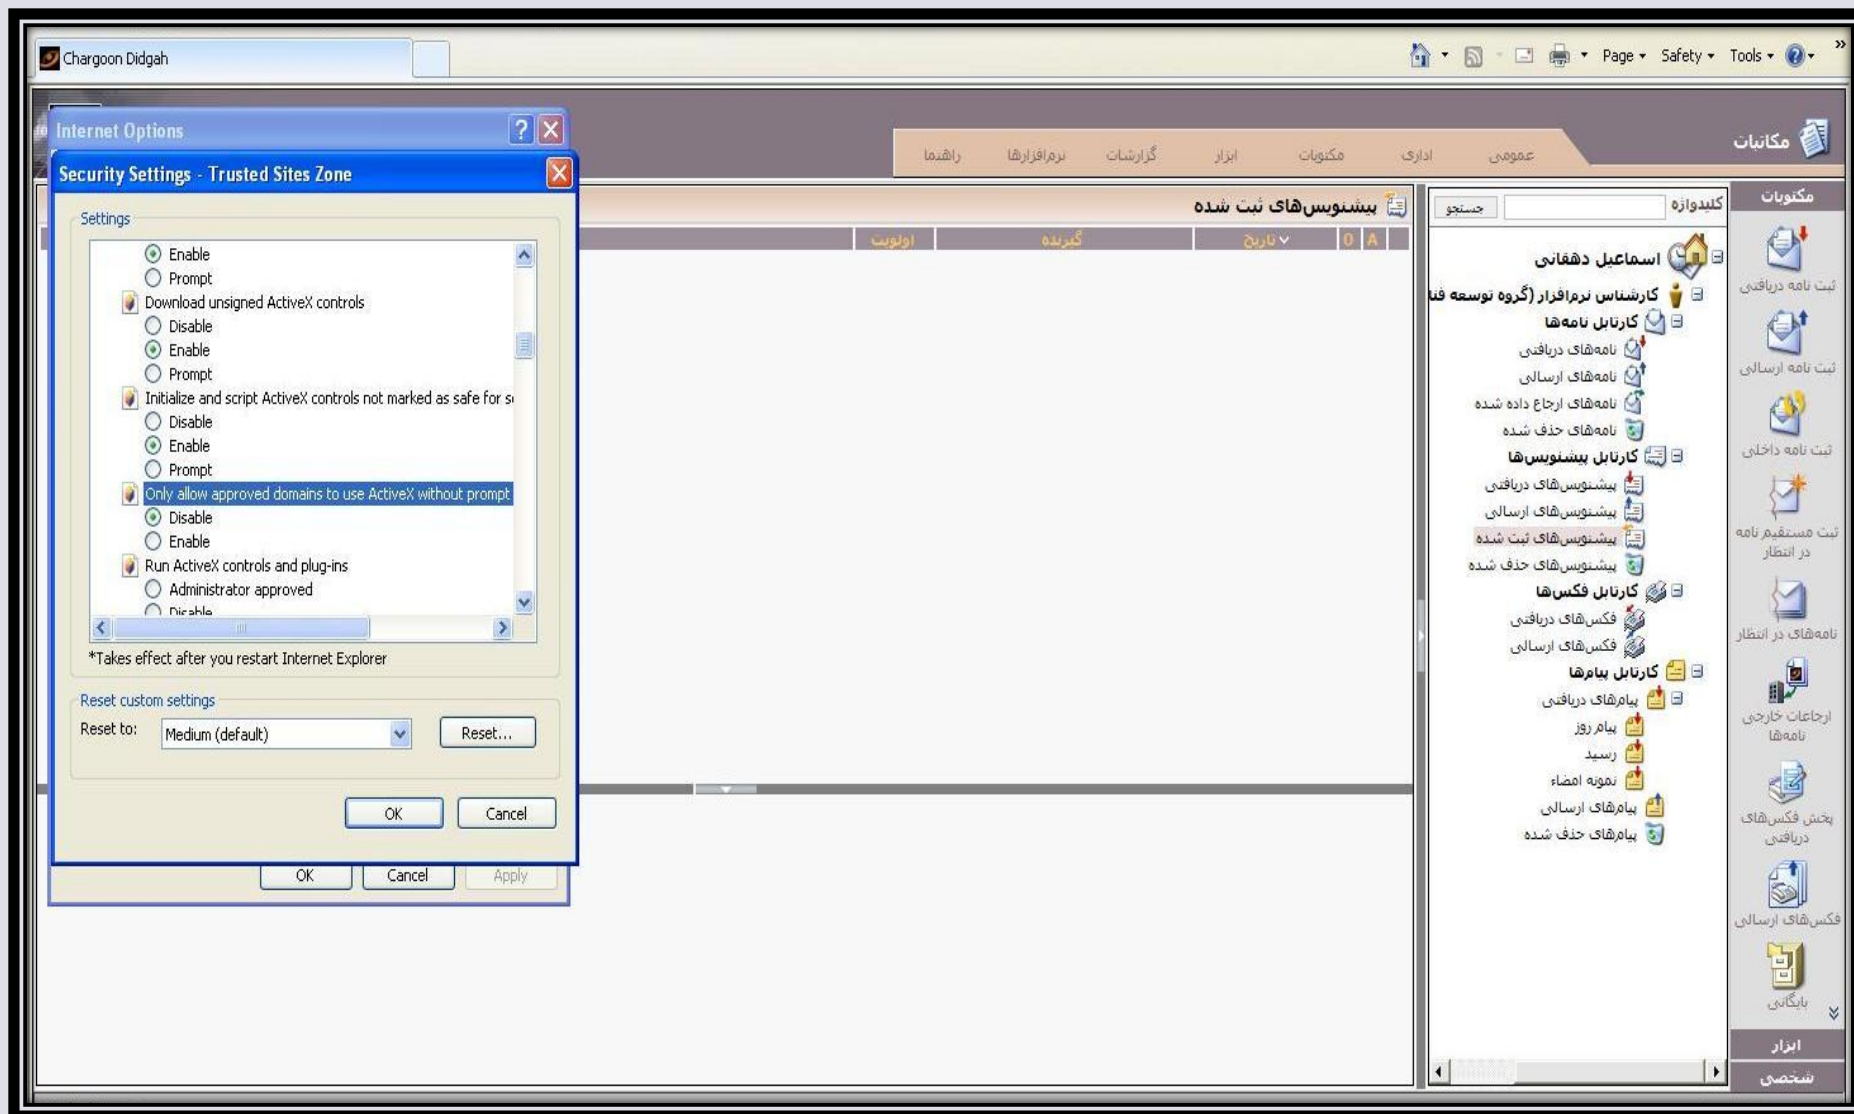 Chargoon Didgah
Page
Safety
Tools
»
مکاتبات
عمومی
اداری
مکتوبات
ابزار
گزارشات
نرم‌افزارها
راهنما
Internet Options
Security Settings - Trusted Sites Zone
Settings
Enable
Prompt
Download unsigned ActiveX controls
Disable
Enable
Prompt
Initialize and script ActiveX controls not marked as safe for s
Disable
Enable
Prompt
Only allow approved domains to use ActiveX without prompt
Disable
Enable
Run ActiveX controls and plug-ins
Administrator approved
Disable
*Takes effect after you restart Internet Explorer
Reset custom settings
Reset to:
Medium (default)
Reset...
OK
Cancel
OK
Cancel
Apply
پیشنویس‌های ثبت شده
A
0
تاریخ
گیرنده
اولویت
کلیدواژه
جستجو
اسماعیل دهقانی
کارشناس نرم‌افزار (گروه توسعه فنا
کارتابل نامه‌ها
نامه‌های دریافتی
نامه‌های ارسالی
نامه‌های ارجاع داده شده
نامه‌های حذف شده
کارتابل پیشنویس‌ها
پیشنویس‌های دریافتی
پیشنویس‌های ارسالی
پیشنویس‌های ثبت شده
پیشنویس‌های حذف شده
کارتابل فکس‌ها
فکس‌های دریافتی
فکس‌های ارسالی
کارتابل پیام‌ها
پیام‌های دریافتی
پیام روز
رسید
نمونه امضاء
پیام‌های ارسالی
پیام‌های حذف شده
مکتوبات
ثبت نامه دریافتی
ثبت نامه ارسالی
ثبت نامه داخلی
ثبت مستقیم نامه
در انتظار
نامه‌های در انتظار
ارجاعات خارجی
نامه‌ها
پخش فکس‌های
دریافتی
فکس‌های ارسالی
بایگانی
ابزار
شخصی